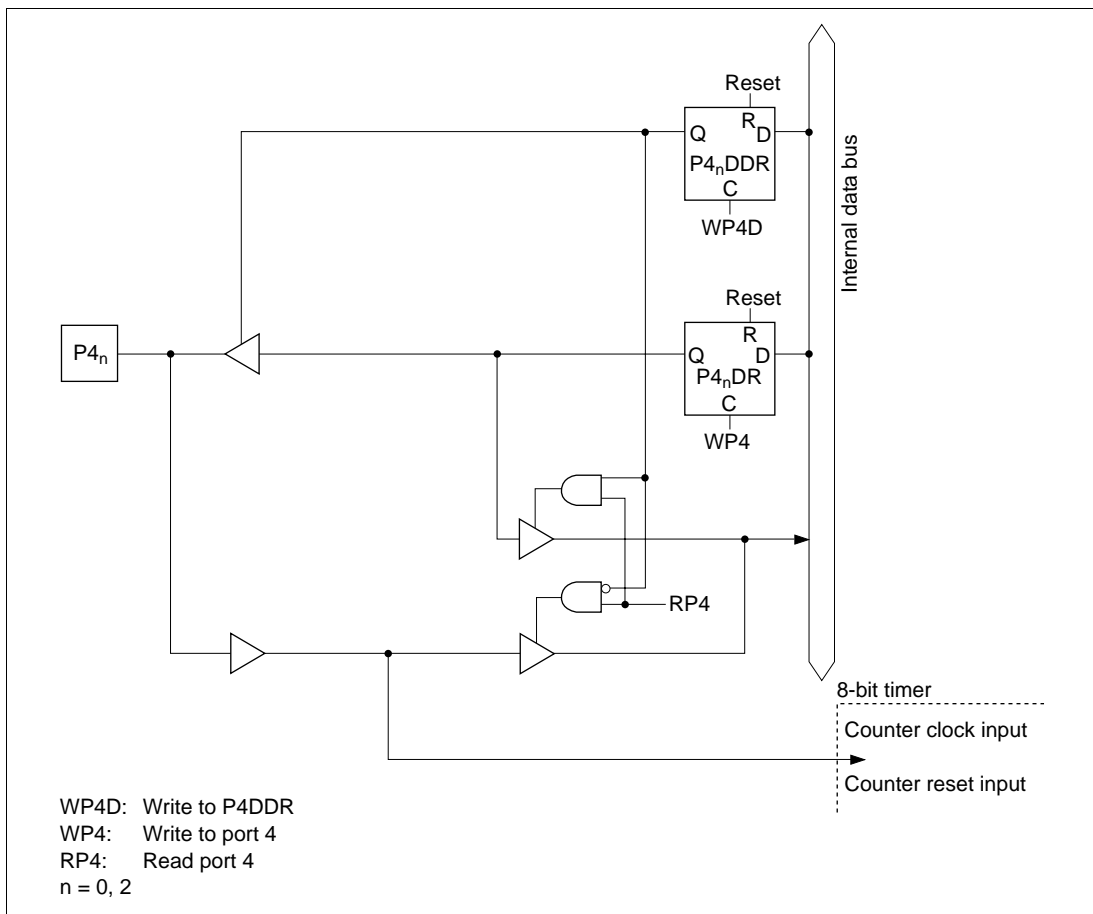 Reset
R
Q
D
P4nDDR
C
WP4D
Internal data bus
Reset
R
P4n
Q
D
P4nDR
C
WP4
RP4
8-bit timer
Counter clock input
Counter reset input
WP4D: Write to P4DDR
WP4: Write to port 4
RP4: Read port 4
n = 0, 2